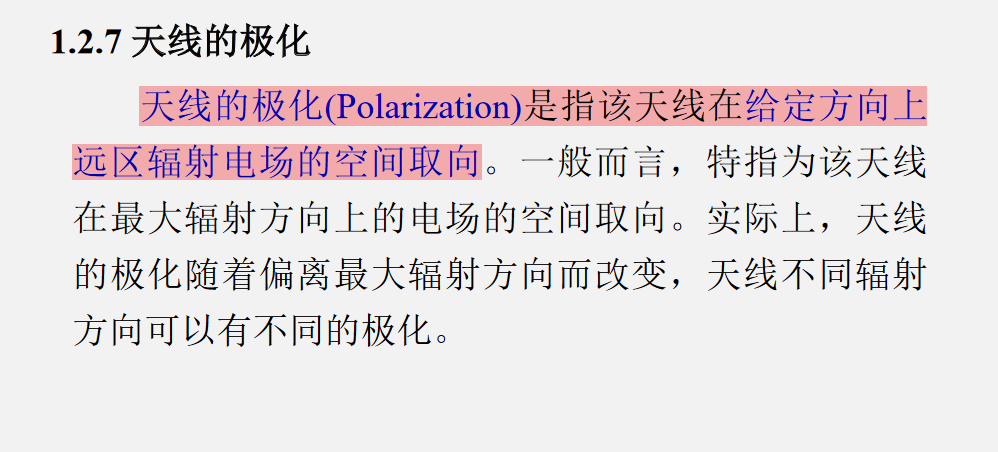 1.2.7 天线的极化
天线的极化(Polarization)是指该天线在给定方向上
远区辐射电场的空间取向。一般而言，特指为该天线
在最大辐射方向上的电场的空间取向。实际上，天线
的极化随着偏离最大辐射方向而改变，天线不同辐射
方向可以有不同的极化。